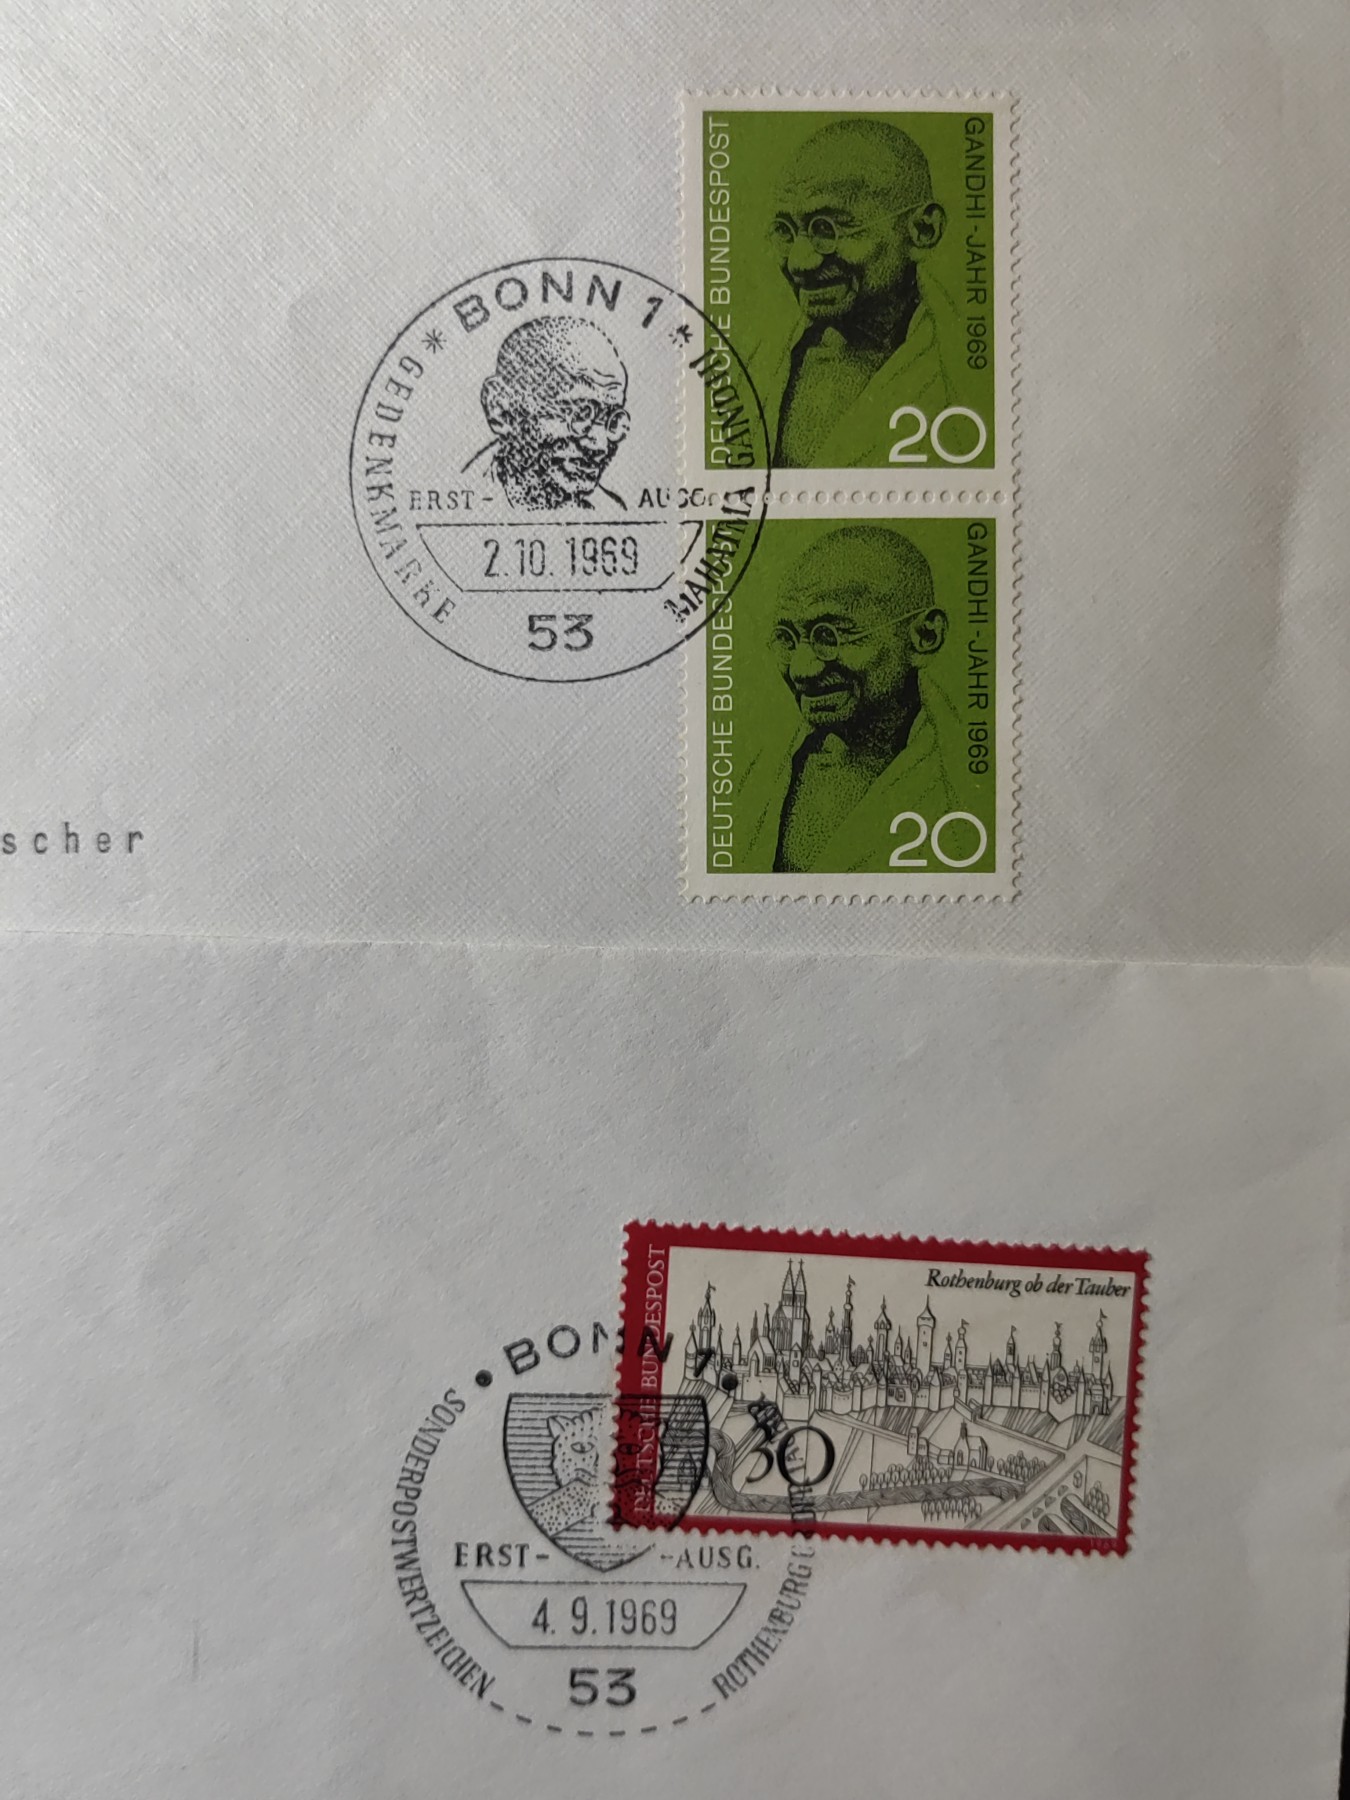 DEUTSCHE BUNDESPOST
GANDHI-JAHR 1969
20
* BONN 1 *
GEDENKMARKE
MAHATMA GANDHI
ERST-
AUSG.
2.10.1969
53
DEUTSCHE BUNDESPOST
GANDHI-JAHR 1969
20
scher
DEUTSCHE BUNDESPOST
Rothenburg ob der Tauber
30
• BONN 1 •
SONDERPOSTWERTZEICHEN
ROTHENBURG
ERST-
-AUSG.
4.9.1969
53